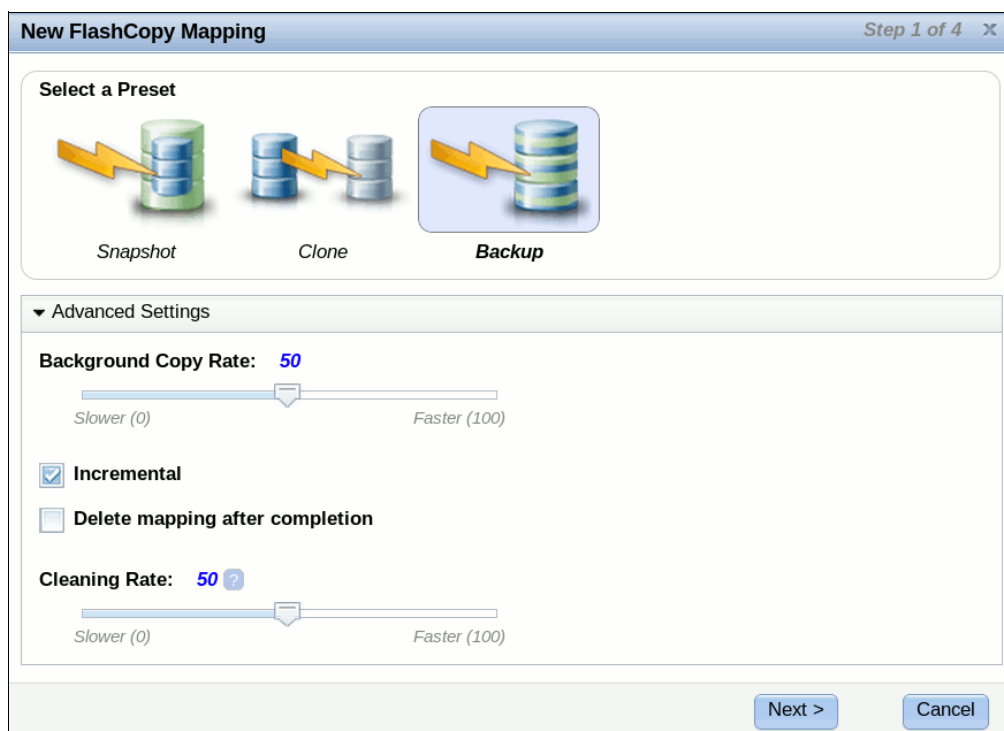 New FlashCopy Mapping
Step 1 of 4 x
Select a Preset
Snapshot
Clone
Backup
Advanced Settings
Background Copy Rate: 50
Slower (0)
Faster (100)
Incremental
Delete mapping after completion
Cleaning Rate: 50 ?
Slower (0)
Faster (100)
Next >
Cancel